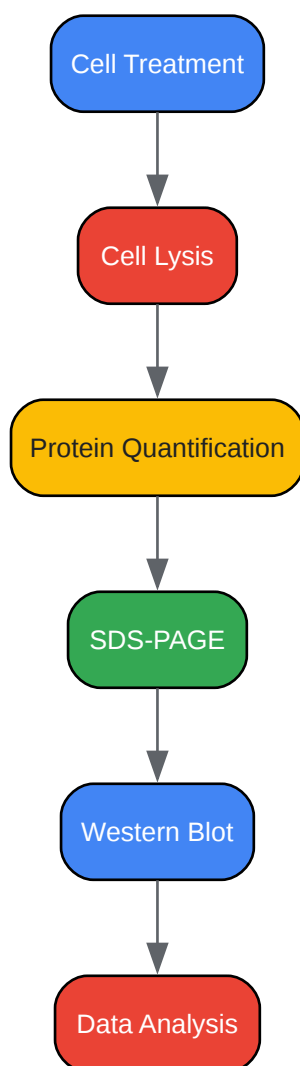 Cell Treatment
Cell Lysis
Protein Quantification
SDS-PAGE
Western Blot
Data Analysis